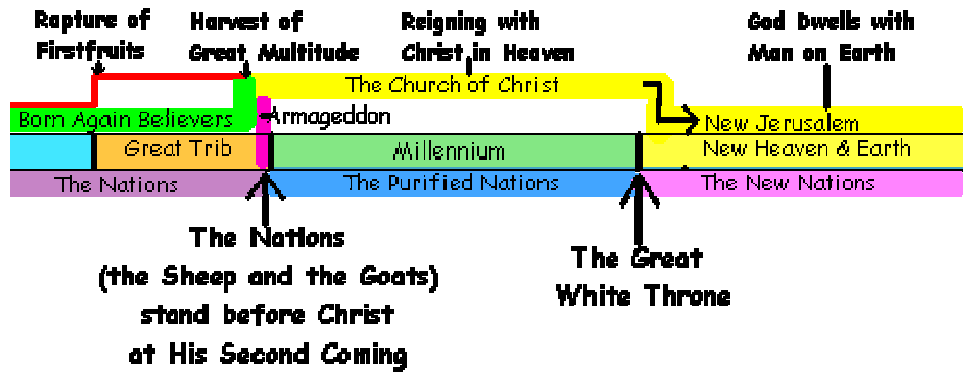 Rapture of
Firstfruits
Harvest of
Great Multitude
Reigning with
Christ in Heaven
God Dwells with
Man on Earth
The Church of Christ
Born Again Believers
Armageddon
New Jerusalem
Great Trib
Millennium
New Heaven & Earth
The Nations
The Purified Nations
The New Nations
The Nations
(the Sheep and the Goats)
stand before Christ
at His Second Coming
The Great
White Throne